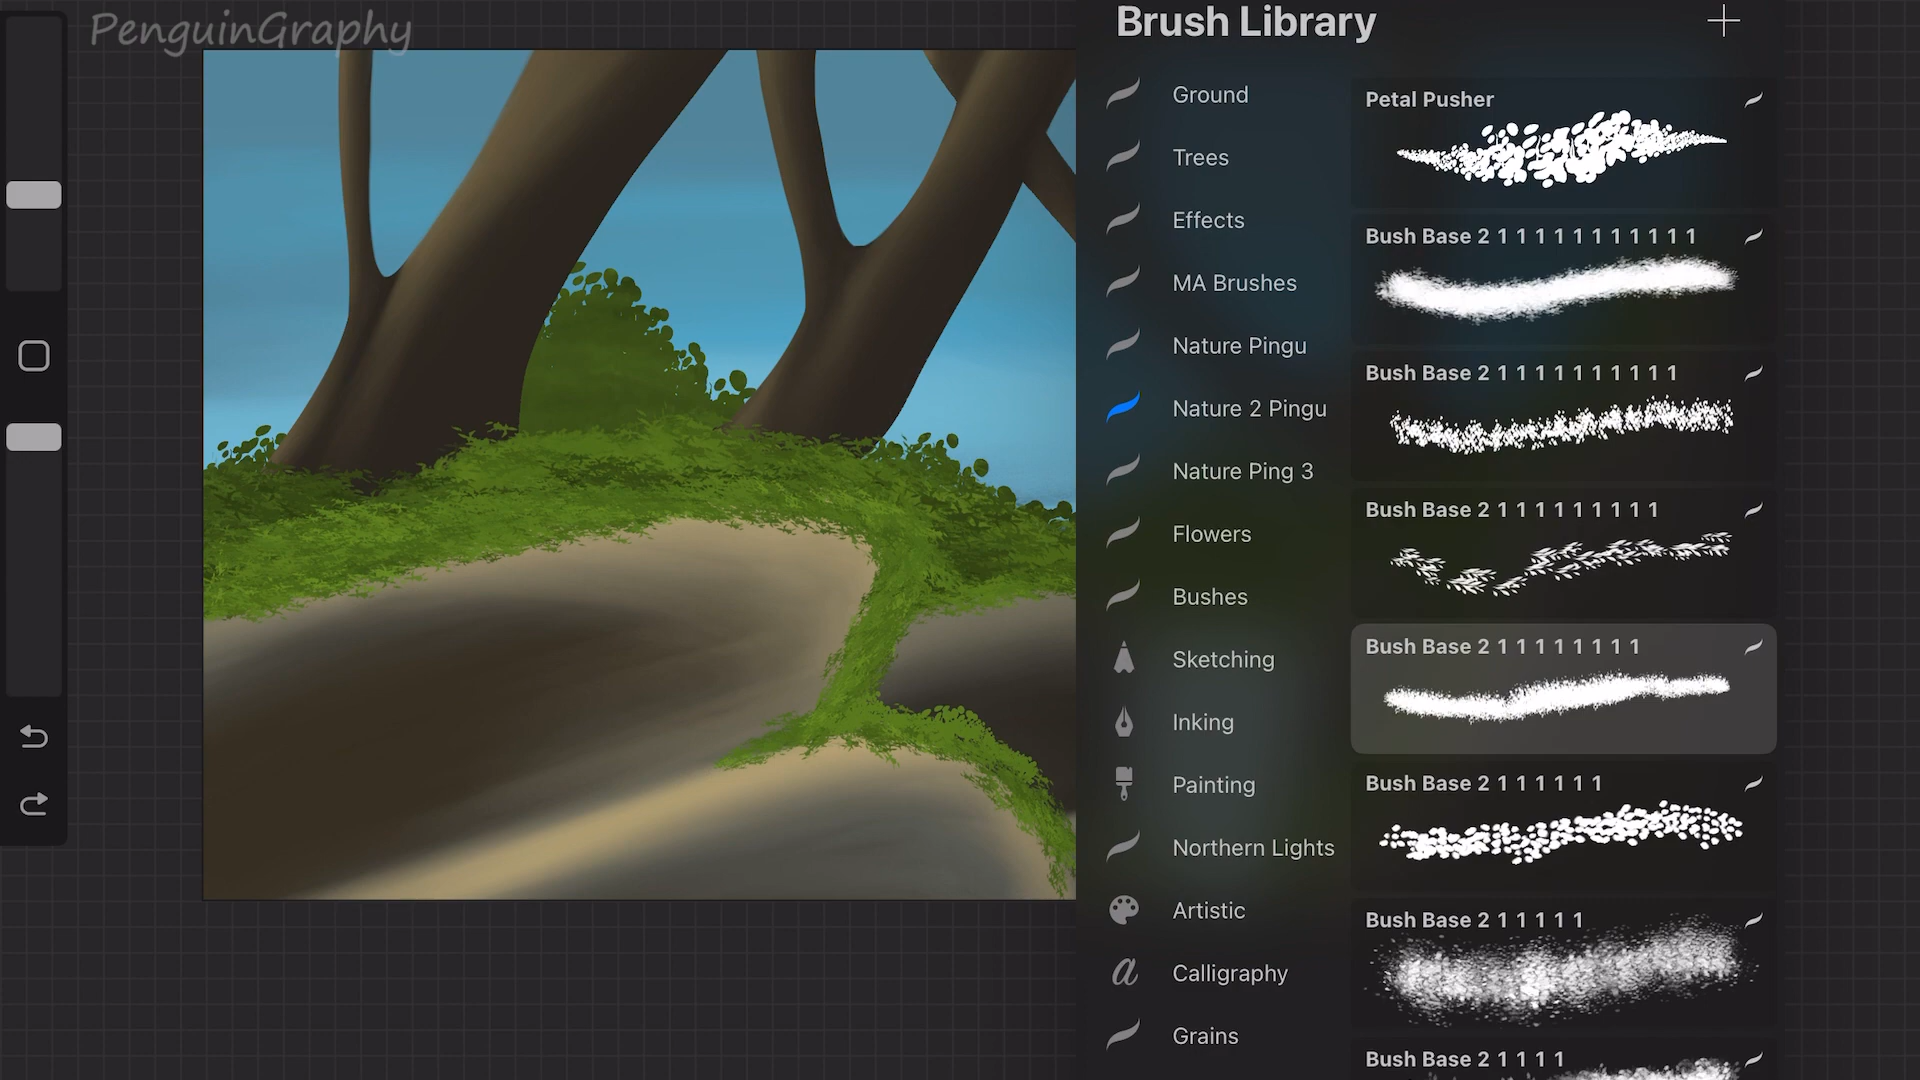 PenguinGraphy
Brush Library
Ground
Trees
Effects
MA Brushes
Nature Pingu
Nature 2 Pingu
Nature Ping 3
Flowers
Bushes
Sketching
Inking
Painting
Northern Lights
Artistic
Calligraphy
Grains
Petal Pusher
Bush Base 2 1 1 1 1 1 1 1 1 1 1 1
Bush Base 2 1 1 1 1 1 1 1 1 1 1
Bush Base 2 1 1 1 1 1 1 1 1 1
Bush Base 2 1 1 1 1 1 1 1 1
Bush Base 2 1 1 1 1 1 1
Bush Base 2 1 1 1 1 1
Bush Base 2 1 1 1 1